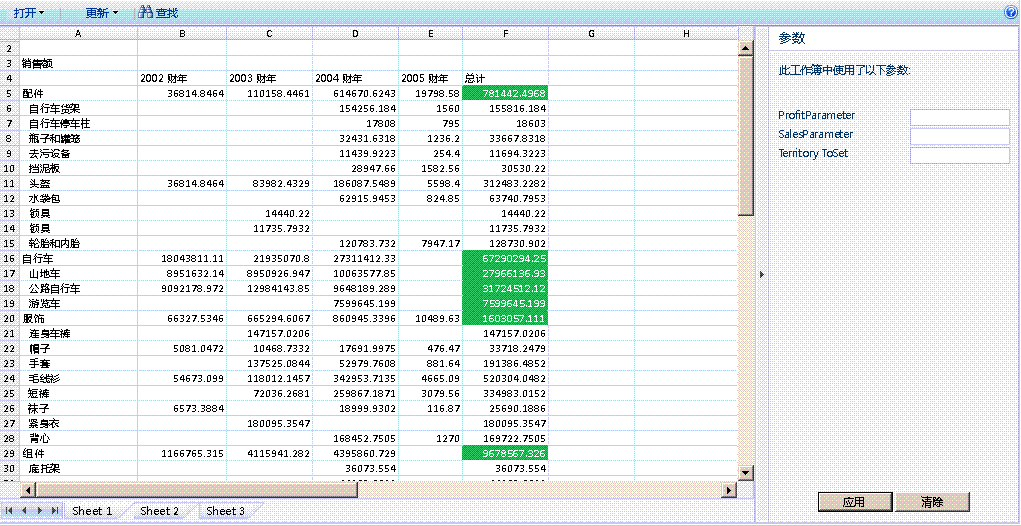 打开 更新 查找
A B C D E F G H
2
3 销售额
4 2002 财年 2003 财年 2004 财年 2005 财年 总计
5 配件 36814.8464 110158.4461 614670.6243 19798.58 781442.4968
6 自行车货架 154256.184 1560 155816.184
7 自行车停车柱 17808 795 18603
8 瓶子和罐笼 32431.6318 1236.2 33667.8318
9 去污设备 11439.9223 254.4 11694.3223
10 挡泥板 28947.66 1582.56 30530.22
11 头盔 36814.8464 83982.4329 186087.5489 5598.4 312483.2282
12 水袋包 62915.9453 824.85 63740.7953
13 锁具 14440.22 14440.22
14 锁具 11735.7932 11735.7932
15 轮胎和内胎 120783.732 7947.17 128730.902
16 自行车 18043811.11 21935070.8 27311412.33 67290294.25
17 山地车 8951632.14 8950926.947 10063577.85 27966136.93
18 公路自行车 9092178.972 12984143.85 9648189.289 31724512.12
19 游览车 7599645.199 7599645.199
20 服饰 66327.5346 665294.6067 860945.3396 10489.63 1603057.111
21 连身车裤 147157.0206 147157.0206
22 帽子 5081.0472 10468.7332 17691.9975 476.47 33718.2479
23 手套 137525.0844 52979.7608 881.64 191386.4852
24 毛线衫 54673.099 118012.1457 342953.7135 4665.09 520304.0482
25 短裤 72036.2681 259867.1871 3079.56 334983.0152
26 袜子 6573.3884 18999.9302 116.87 25690.1886
27 紧身衣 180095.3547 180095.3547
28 背心 168452.7505 1270 169722.7505
29 组件 1166765.315 4115941.282 4395860.729 9678567.326
30 底托架 36073.554 36073.554
Sheet 1 Sheet 2 Sheet 3
参数
此工作簿中使用了以下参数:
ProfitParameter
SalesParameter
Territory ToSet
应用 清除